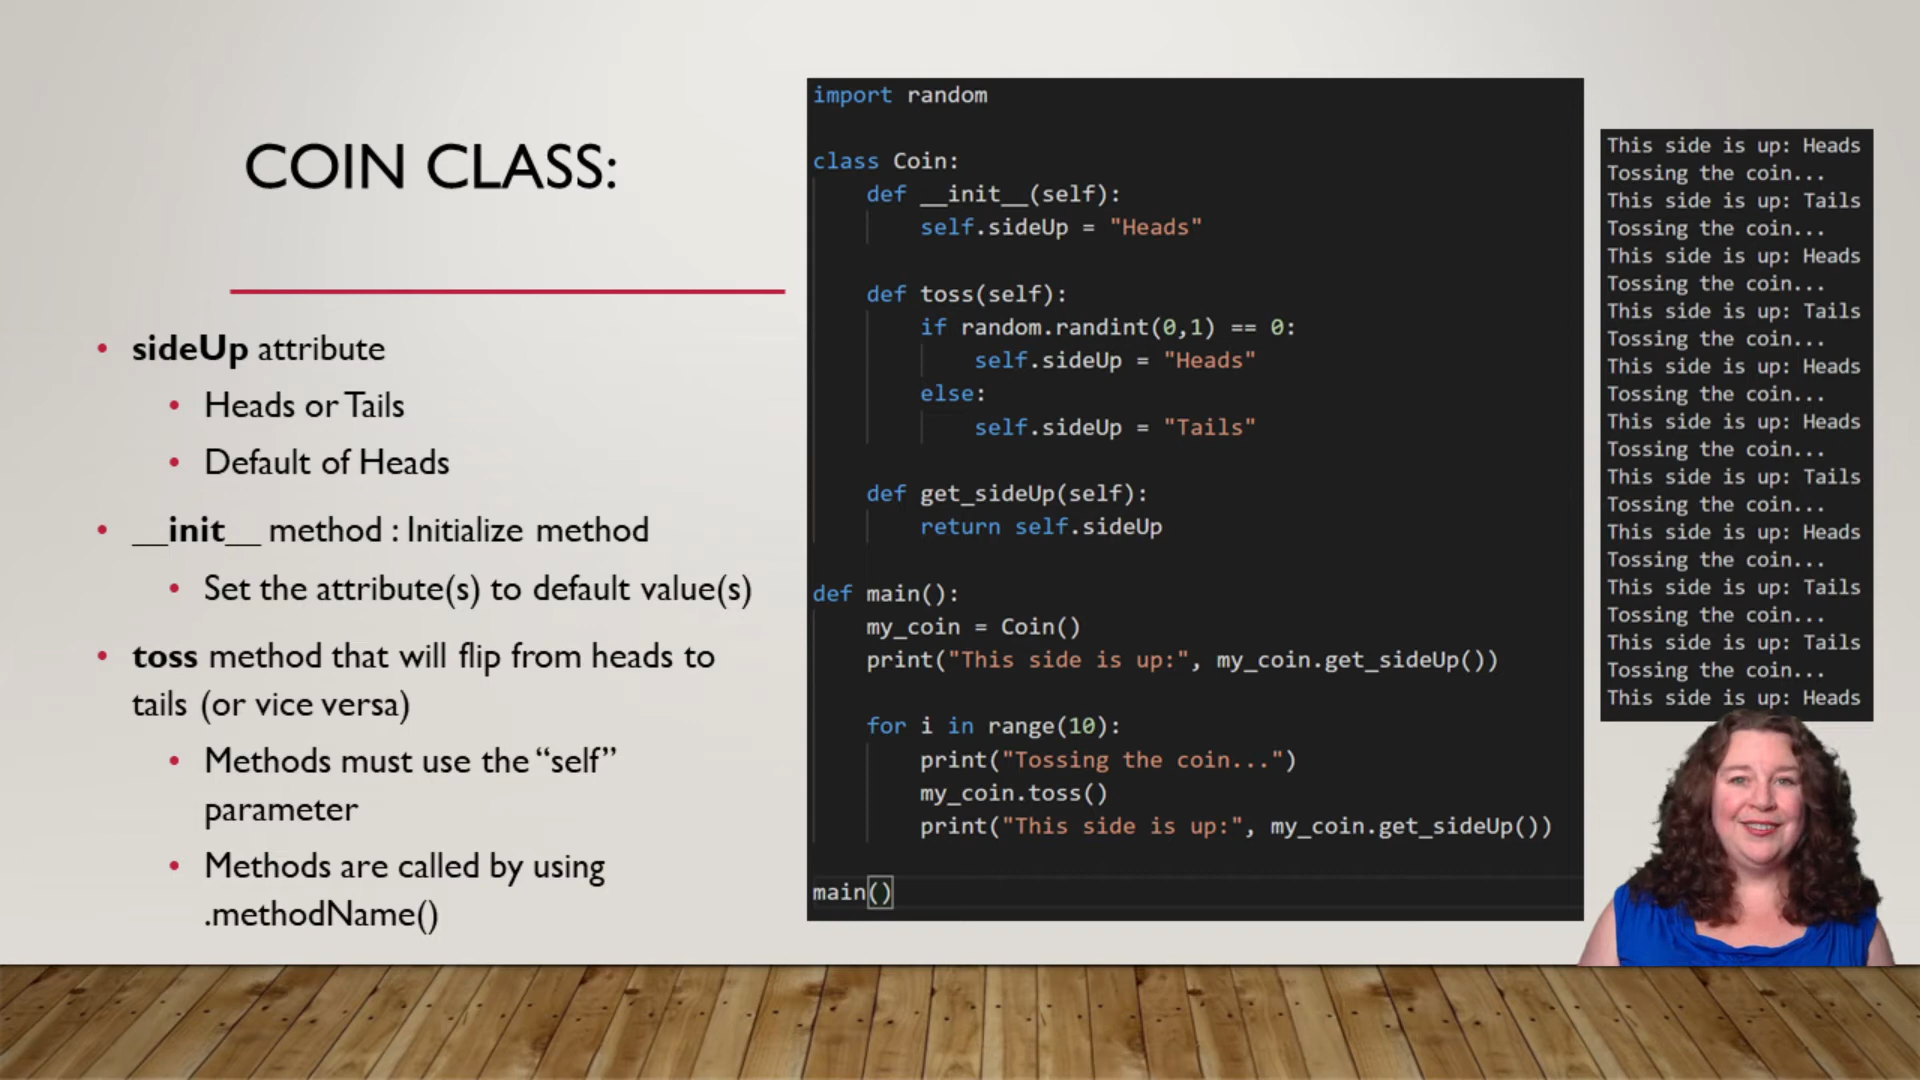 COIN CLASS:
• sideUp attribute
• Heads or Tails
• Default of Heads
• __init__ method : Initialize method
• Set the attribute(s) to default value(s)
• toss method that will flip from heads to
tails (or vice versa)
• Methods must use the “self”
parameter
• Methods are called by using
.methodName()
import random
class Coin:
    def __init__(self):
        self.sideUp = "Heads"
    def toss(self):
        if random.randint(0,1) == 0:
            self.sideUp = "Heads"
        else:
            self.sideUp = "Tails"
    def get_sideUp(self):
        return self.sideUp
def main():
    my_coin = Coin()
    print("This side is up:", my_coin.get_sideUp())
    for i in range(10):
        print("Tossing the coin...")
        my_coin.toss()
        print("This side is up:", my_coin.get_sideUp())
main()
This side is up: Heads
Tossing the coin...
This side is up: Tails
Tossing the coin...
This side is up: Heads
Tossing the coin...
This side is up: Tails
Tossing the coin...
This side is up: Heads
Tossing the coin...
This side is up: Heads
Tossing the coin...
This side is up: Tails
Tossing the coin...
This side is up: Heads
Tossing the coin...
This side is up: Tails
Tossing the coin...
This side is up: Tails
Tossing the coin...
This side is up: Heads